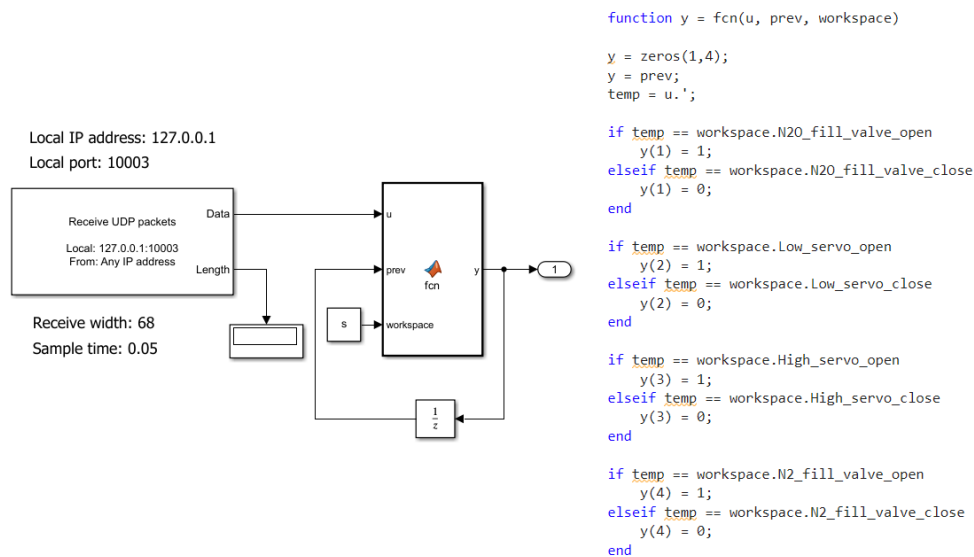 Local IP address: 127.0.0.1
Local port: 10003
Receive UDP packets
Local: 127.0.0.1:10003
From: Any IP address
Data
Length
Receive width: 68
Sample time: 0.05
u
prev
workspace
fcn
y
s
1
1
z
function y = fcn(u, prev, workspace)
y = zeros(1,4);
y = prev;
temp = u.';
if temp == workspace.N2O_fill_valve_open
y(1) = 1;
elseif temp == workspace.N2O_fill_valve_close
y(1) = 0;
end
if temp == workspace.Low_servo_open
y(2) = 1;
elseif temp == workspace.Low_servo_close
y(2) = 0;
end
if temp == workspace.High_servo_open
y(3) = 1;
elseif temp == workspace.High_servo_close
y(3) = 0;
end
if temp == workspace.N2_fill_valve_open
y(4) = 1;
elseif temp == workspace.N2_fill_valve_close
y(4) = 0;
end